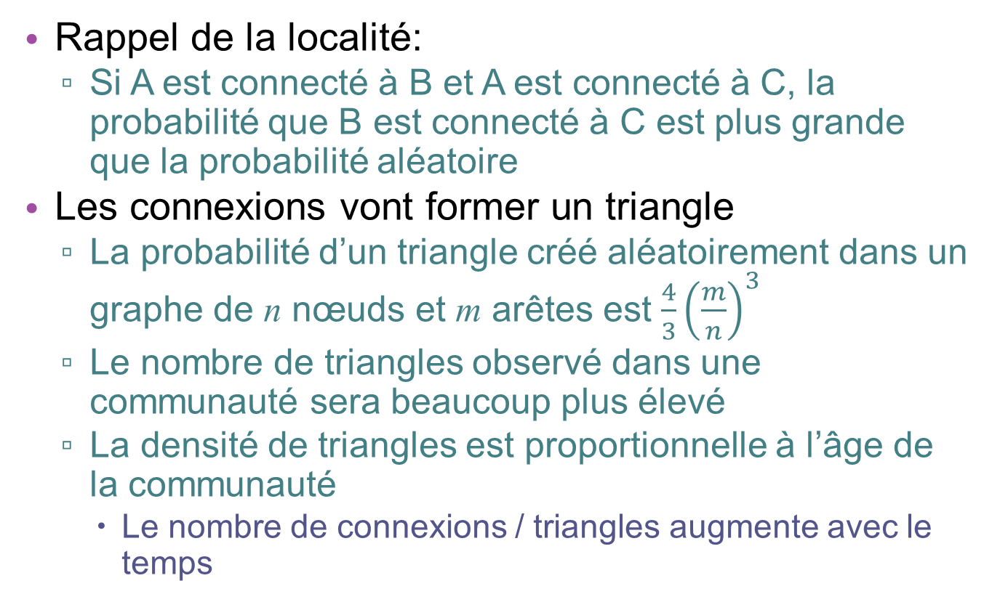 • Rappel de la localité:
▫ Si A est connecté à B et A est connecté à C, la
probabilité que B est connecté à C est plus grande
que la probabilité aléatoire
• Les connexions vont former un triangle
▫ La probabilité d’un triangle créé aléatoirement dans un
graphe de n nœuds et m arêtes est 4/3 (m/n)^3
▫ Le nombre de triangles observé dans une
communauté sera beaucoup plus élevé
▫ La densité de triangles est proportionnelle à l’âge de
la communauté
• Le nombre de connexions / triangles augmente avec le
temps